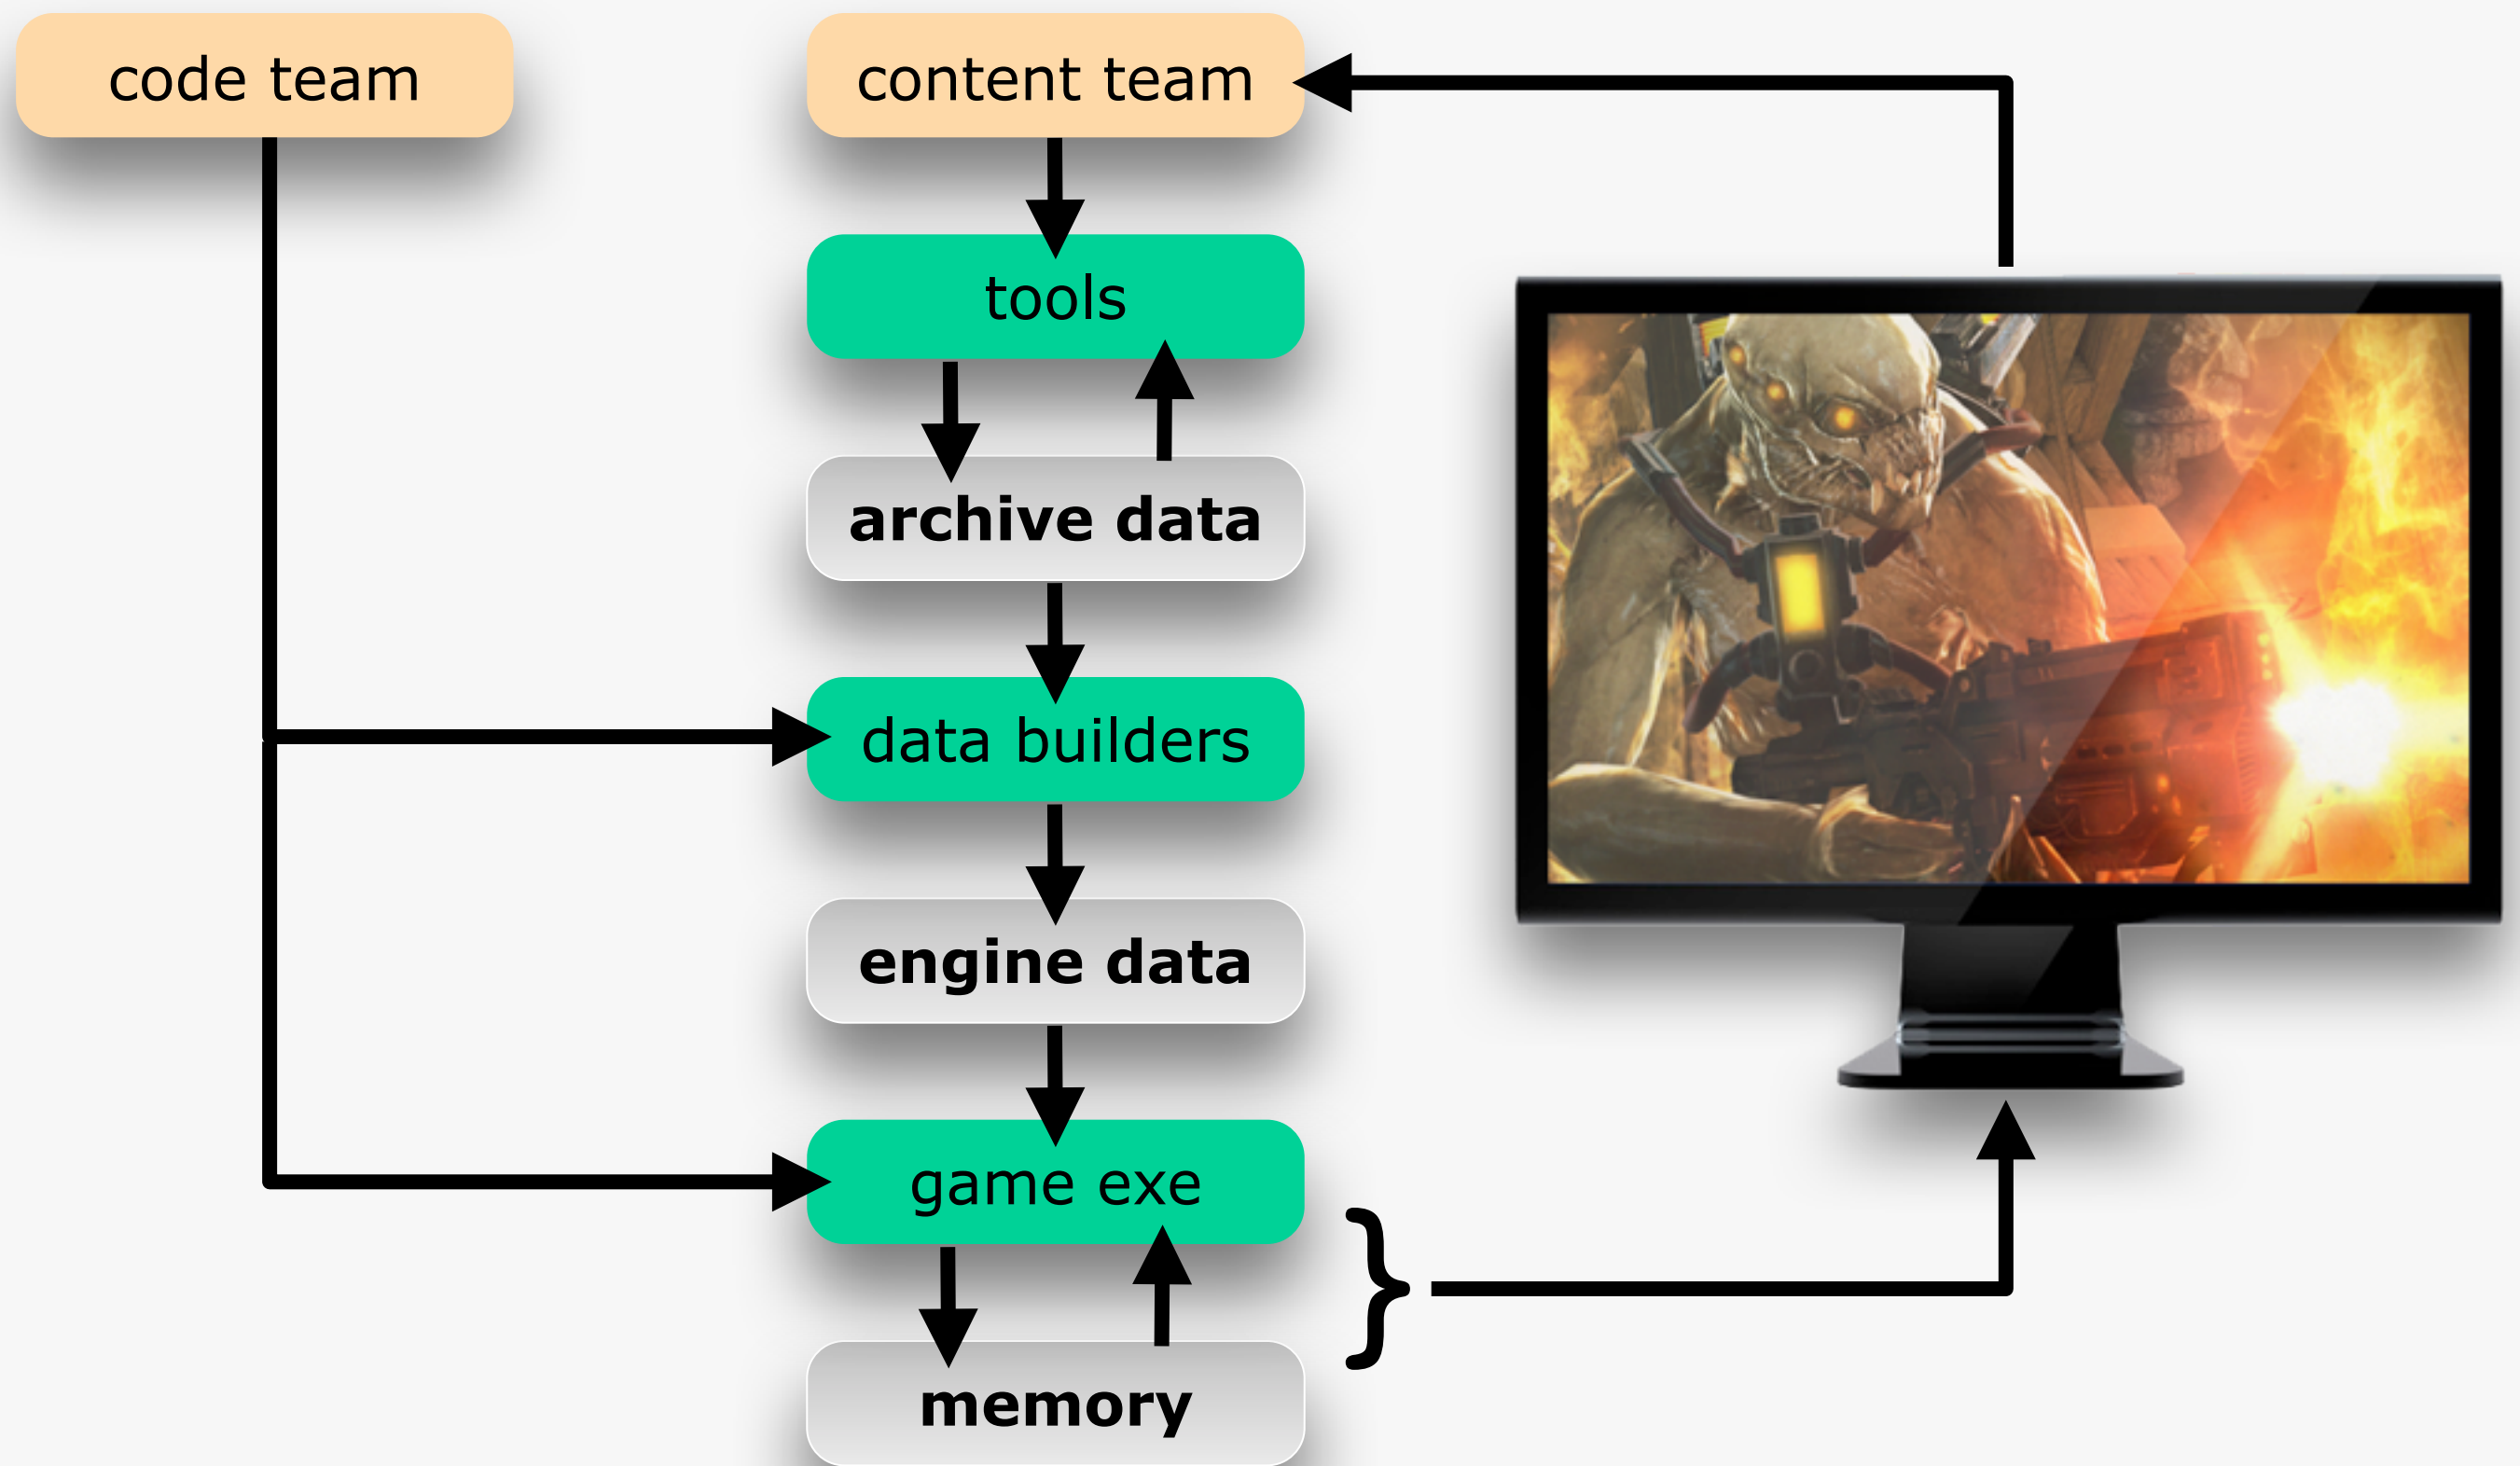 code team
content team
tools
archive data
data builders
engine data
game exe
}
memory